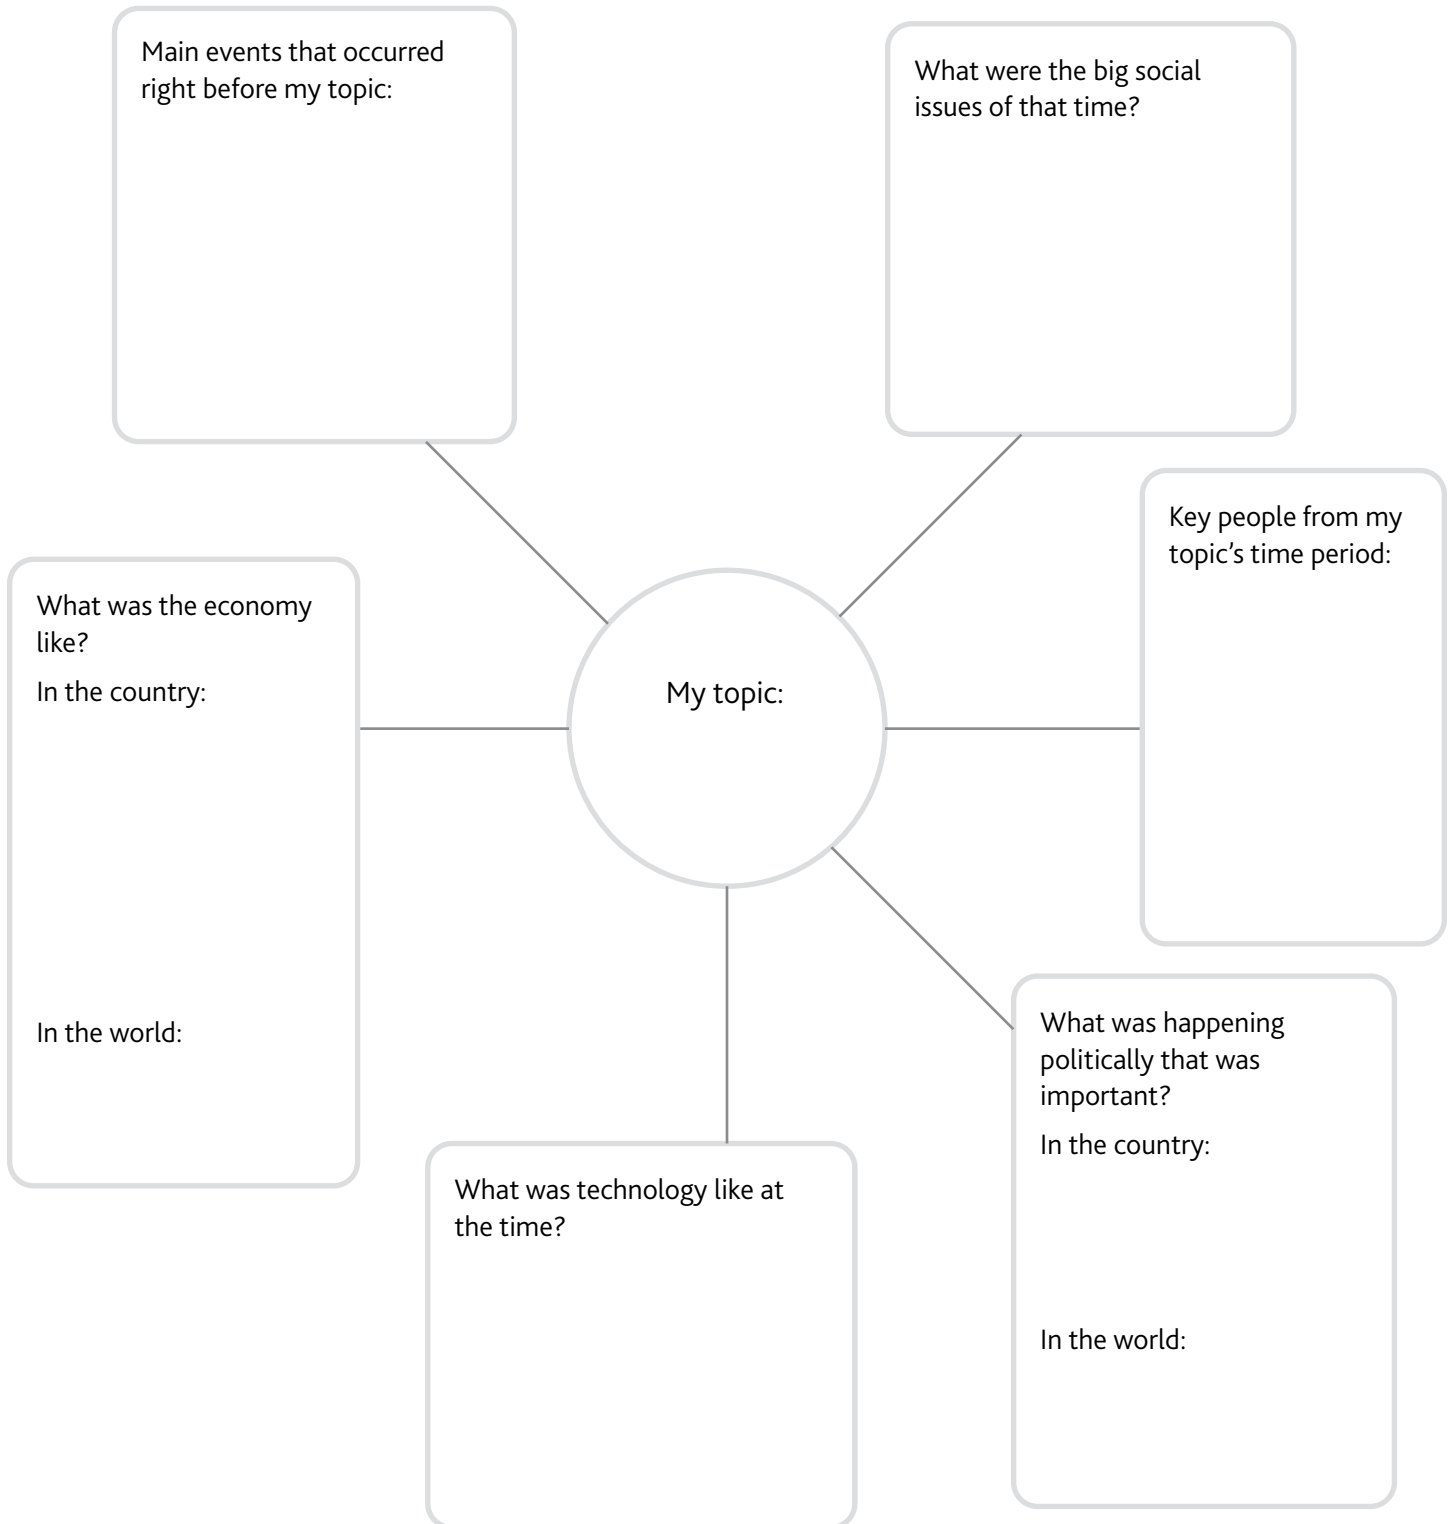 Main events that occurred
right before my topic:
What were the big social
issues of that time?
Key people from my
topic’s time period:
What was the economy
like?
In the country:
In the world:
My topic:
What was happening
politically that was
important?
In the country:
In the world:
What was technology like at
the time?